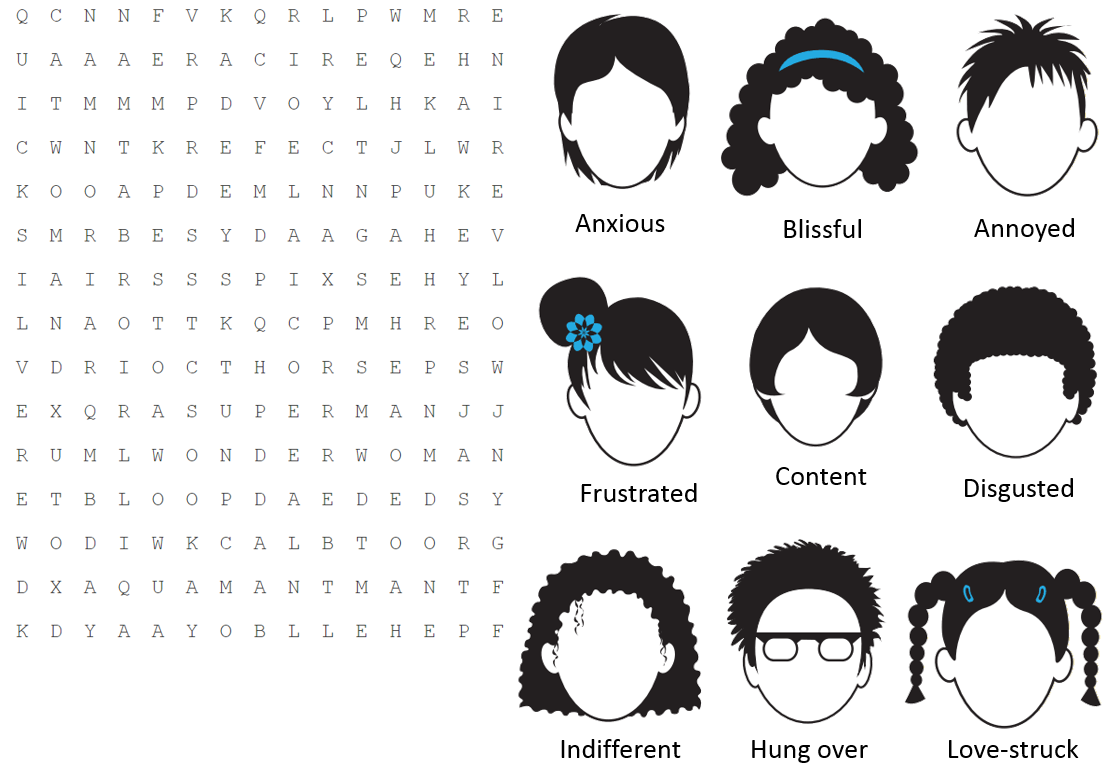 Q C N N F V K Q R L P W M R E
U A A A E R A C I R E Q E H N
I T M M M P D V O Y L H K A I
C W N T K R E F E C T J L W R
K O O A P D E M L N N P U K E
S M R B E S Y D A A G A H E V
I A I R S S S P I X S E H Y L
L N A O T T K Q C P M H R E O
V D R I O C T H O R S E P S W
E X Q R A S U P E R M A N J J
R U M L W O N D E R W O M A N
E T B L O O P D A E D E D S Y
W O D I W K C A L B T O O R G
D X A Q U A M A N T M A N T F
K D Y A A Y O B L L E H E P F
Anxious
Blissful
Annoyed
Frustrated
Content
Disgusted
Indifferent
Hung over
Love-struck